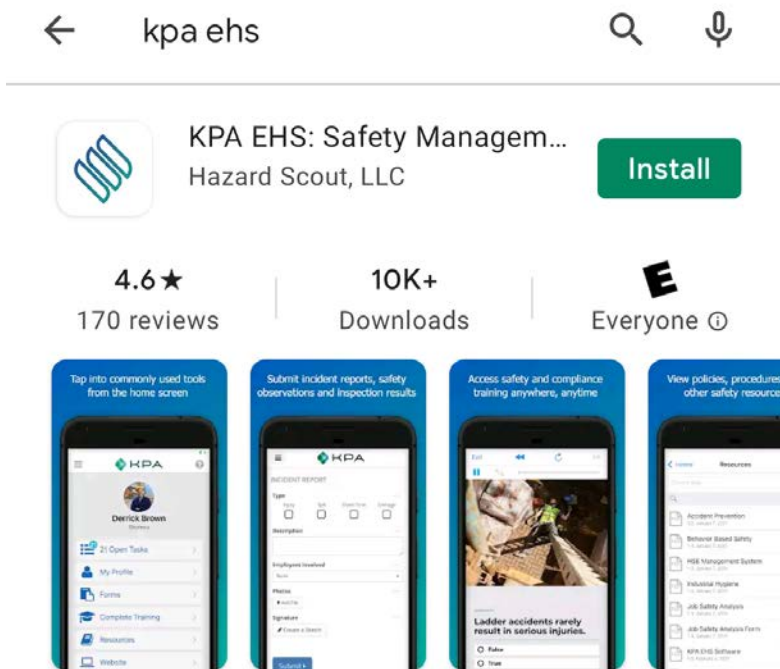 kpa ehs
KPA EHS: Safety Managem...
Hazard Scout, LLC
Install
4.6★
170 reviews
10K+
Downloads
E
Everyone
Tap into commonly used tools
from the home screen
KPA
Derrick Brown
21 Open Tasks
My Profile
Forms
Complete Training
Resources
Website
Submit incident reports, safety
observations and inspection results
KPA
INCIDENT REPORT
Type
Description
Employees Involved
Photos
Signature
Create a Sketch
Submit
Access safety and compliance
training anywhere, anytime
Exit
Ladder accidents rarely
result in serious injuries.
False
True
View policies, procedures
other safety resource
Home
Resources
Accident Prevention
Behavior Based Safety
HSE Management System
Industrial Hygiene
Job Safety Analysis
Job Safety Analysis Form
KPA EHS Software